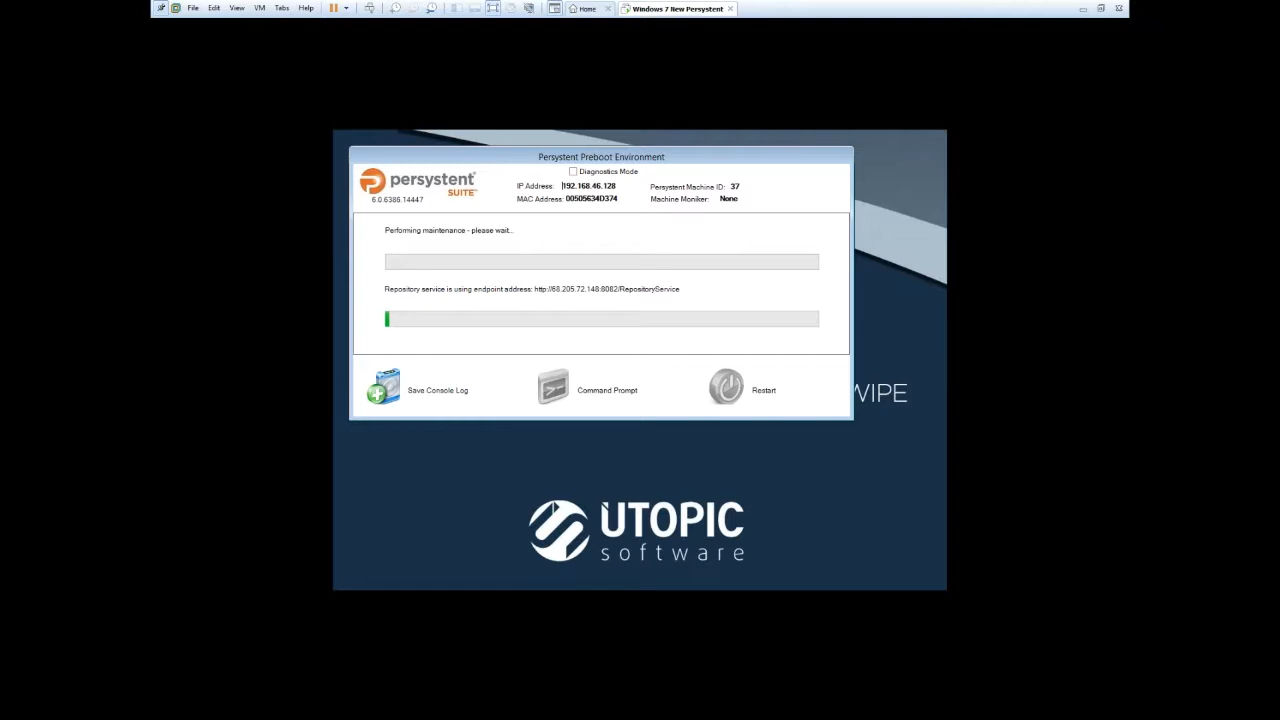 File Edit View VM Tabs Help Home Windows 7 New Persystent
Persystent Preboot Environment
Diagnostics Mode
persystent
SUITE
6.0.6386.14447
IP Address: 192.168.46.128 Persystent Machine ID: 37
MAC Address: 00505634D374 Machine Moniker: None
Performing maintenance - please wait...
Repository service is using endpoint address: http://68.205.72.148:8082/RepositoryService
Save Console Log Command Prompt Restart
WIPE
UTOPIC
software